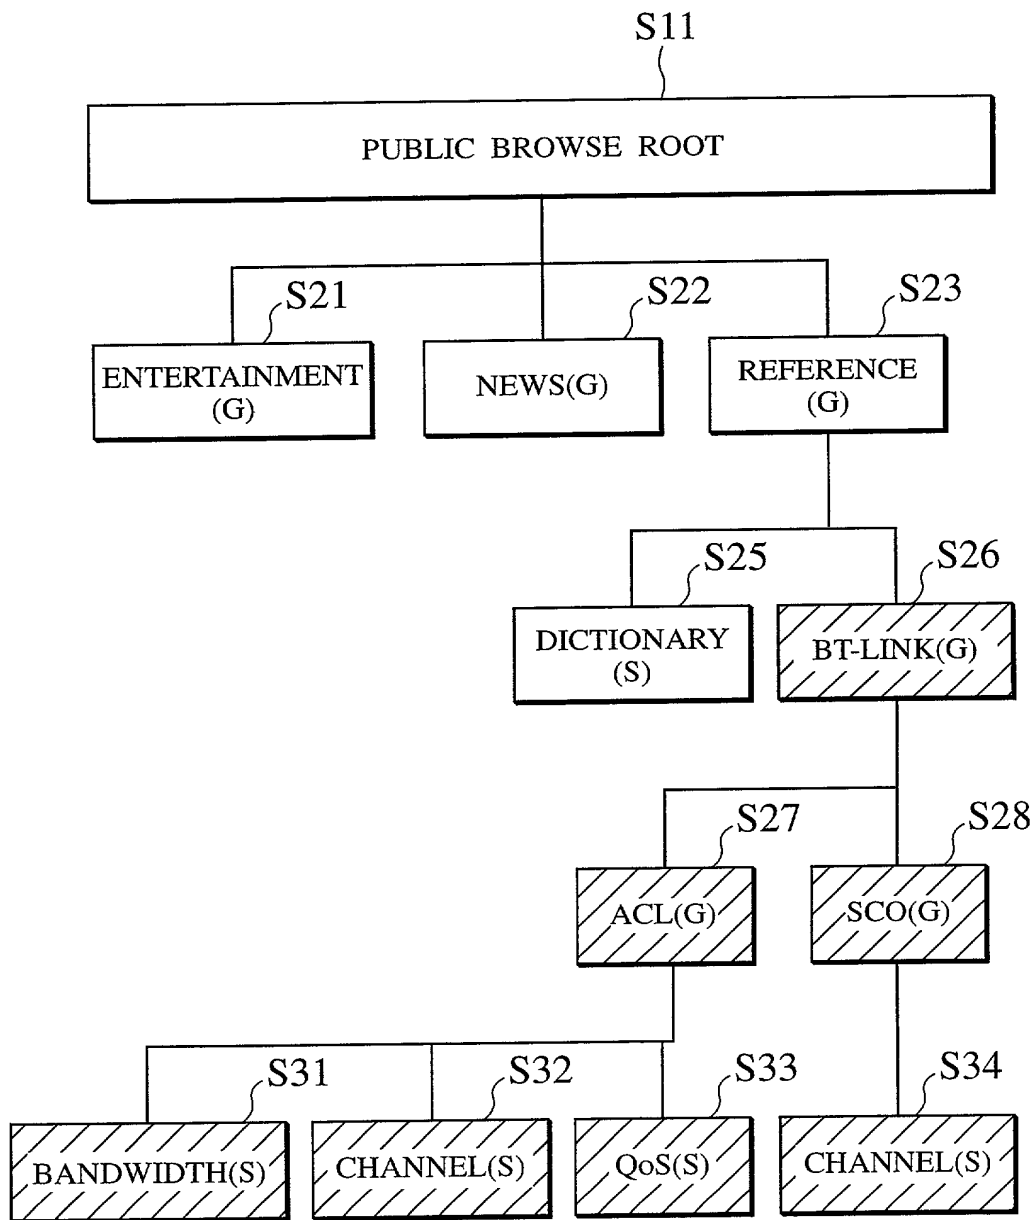 S11
PUBLIC BROWSE ROOT
S21
S22
S23
ENTERTAINMENT
(G)
NEWS(G)
REFERENCE
(G)
S25
S26
DICTIONARY
(S)
BT-LINK(G)
S27
S28
ACL(G)
SCO(G)
S31
S32
S33
S34
BANDWIDTH(S)
CHANNEL(S)
QoS(S)
CHANNEL(S)